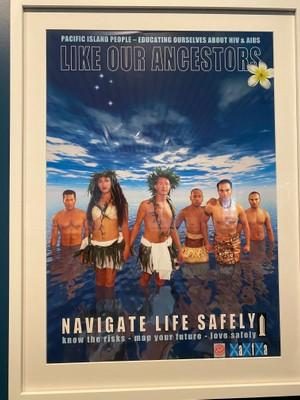 PACIFIC ISLAND PEOPLE – EDUCATING OURSELVES ABOUT HIV & AIDS
LIKE OUR ANCESTORS
NAVIGATE LIFE SAFELY
know the risks - map your future - love safely